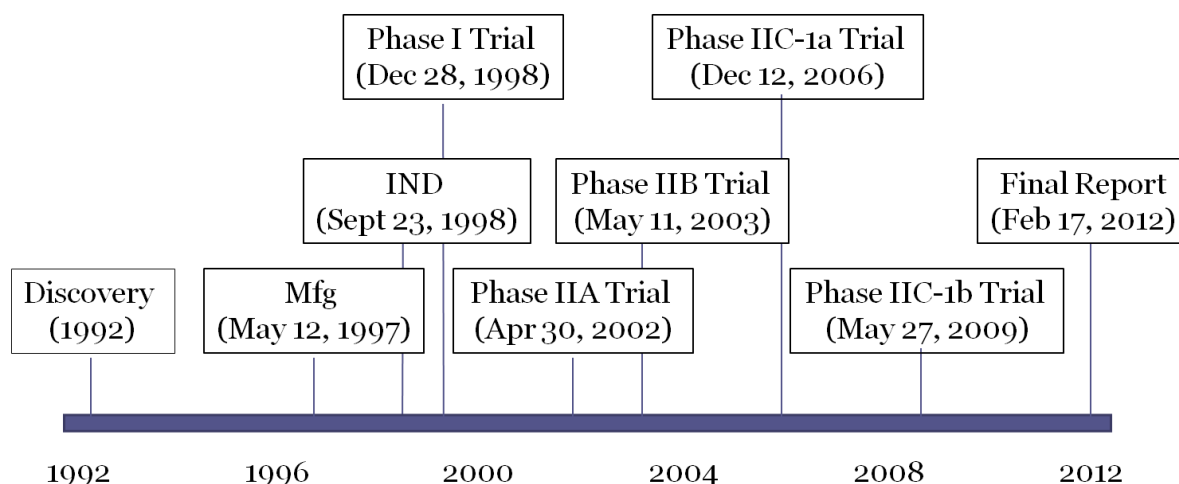 Phase I Trial
(Dec 28, 1998)
Phase IIC-1a Trial
(Dec 12, 2006)
IND
(Sept 23, 1998)
Phase IIB Trial
(May 11, 2003)
Final Report
(Feb 17, 2012)
Discovery
(1992)
Mfg
(May 12, 1997)
Phase IIA Trial
(Apr 30, 2002)
Phase IIC-1b Trial
(May 27, 2009)
1992 1996 2000 2004 2008 2012